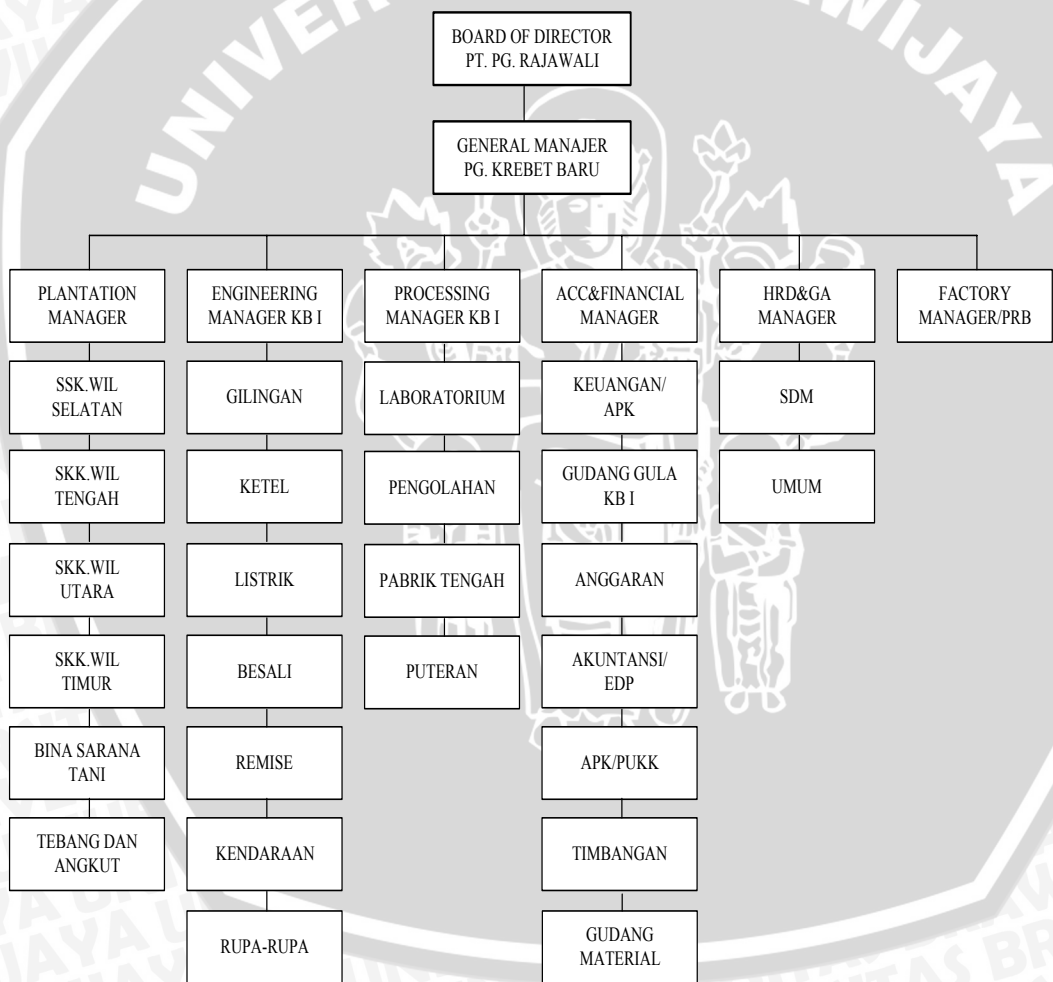 BOARD OF DIRECTOR
PT. PG. RAJAWALI
GENERAL MANAJER
PG. KREBET BARU
PLANTATION
MANAGER
ENGINEERING
MANAGER KB I
PROCESSING
MANAGER KB I
ACC&FINANCIAL
MANAGER
HRD&GA
MANAGER
FACTORY
MANAGER/PRB
SSK.WIL
SELATAN
GILINGAN
LABORATORIUM
KEUANGAN/
APK
SDM
SKK.WIL
TENGAH
KETEL
PENGOLAHAN
GUDANG GULA
KB I
UMUM
SKK.WIL
UTARA
LISTRIK
PABRIK TENGAH
ANGGARAN
SKK.WIL
TIMUR
BESALI
PUTERAN
AKUNTANSI/
EDP
BINA SARANA
TANI
REMISE
APK/PUKK
TEBANG DAN
ANGKUT
KENDARAAN
TIMBANGAN
RUPA-RUPA
GUDANG
MATERIAL